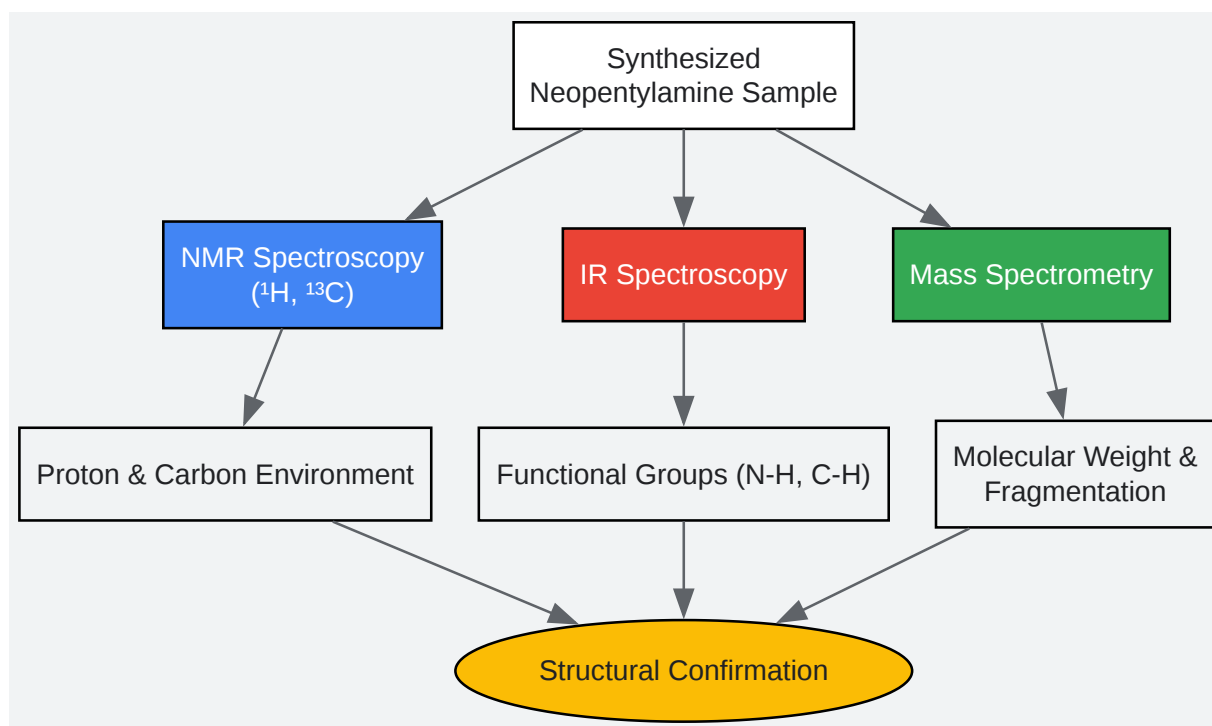 Synthesized
Neopentylamine Sample
NMR Spectroscopy
(¹H, ¹³C)
IR Spectroscopy
Mass Spectrometry
Proton & Carbon Environment
Functional Groups (N-H, C-H)
Molecular Weight &
Fragmentation
Structural Confirmation